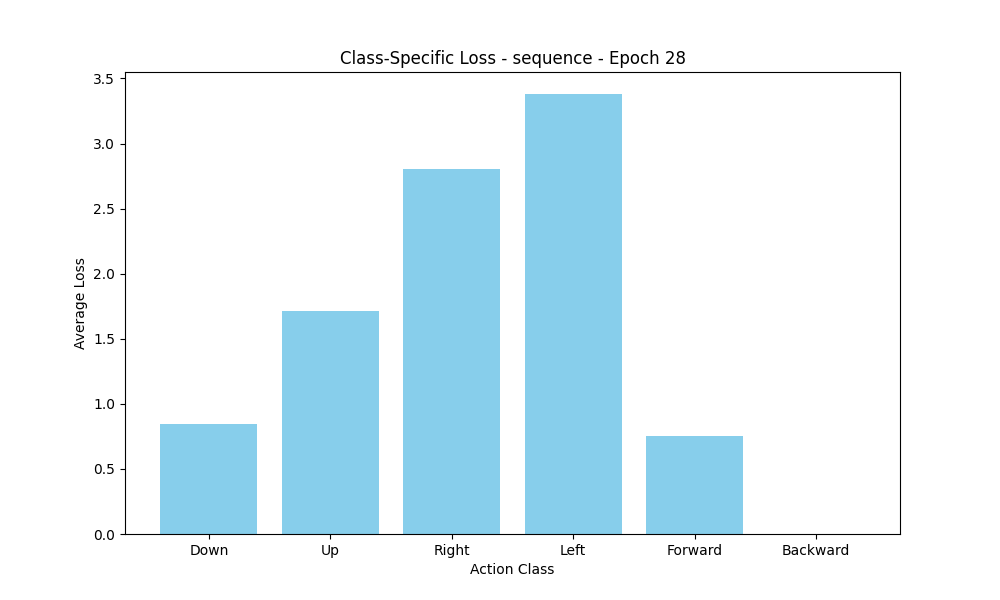 Class-Specific Loss - sequence - Epoch 28
Average Loss
3.5
3.0
2.5
2.0
1.5
1.0
0.5
0.0
Down Up Right Left Forward Backward
Action Class